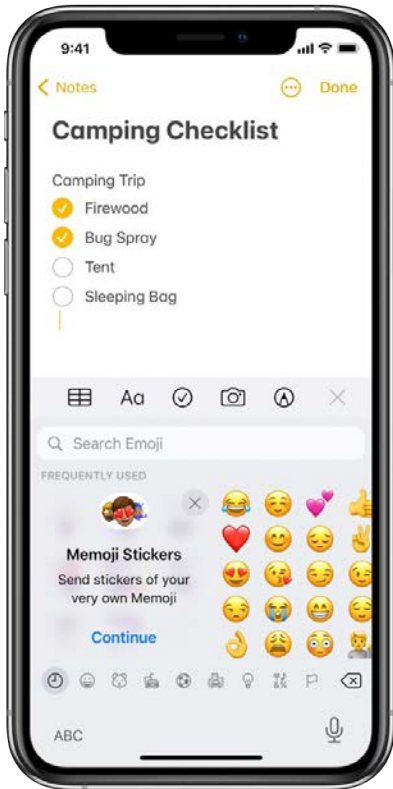 9:41
Notes
Done
Camping Checklist
Camping Trip
Firewood
Bug Spray
Tent
Sleeping Bag
Aa
Search Emoji
FREQUENTLY USED
Memoji Stickers
Send stickers of your
very own Memoji
Continue
ABC